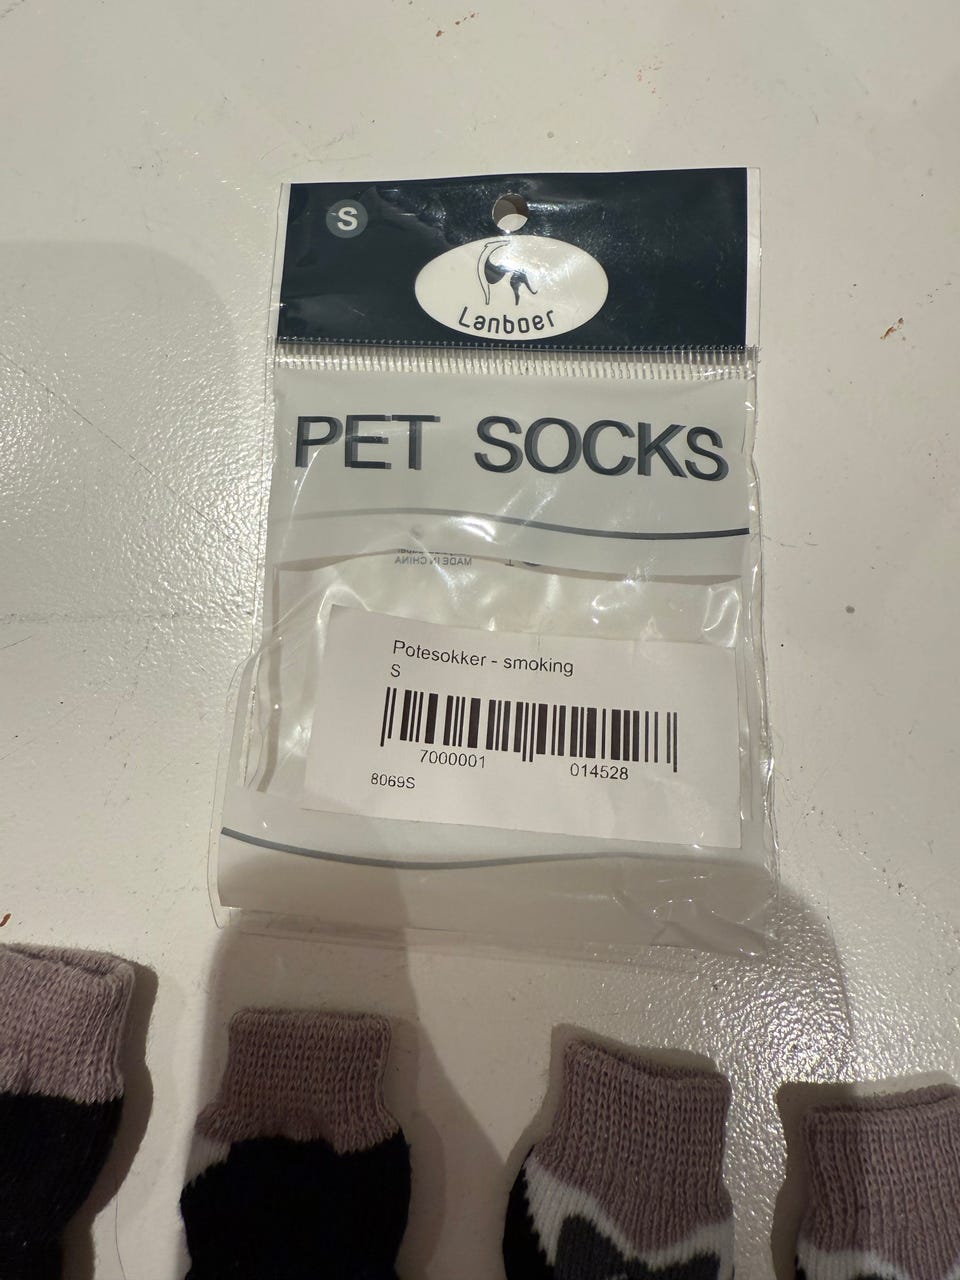 S
Lanboer
PET SOCKS
MADE IN CHINA
Potesokker - smoking
S
7000001 014528
8069S